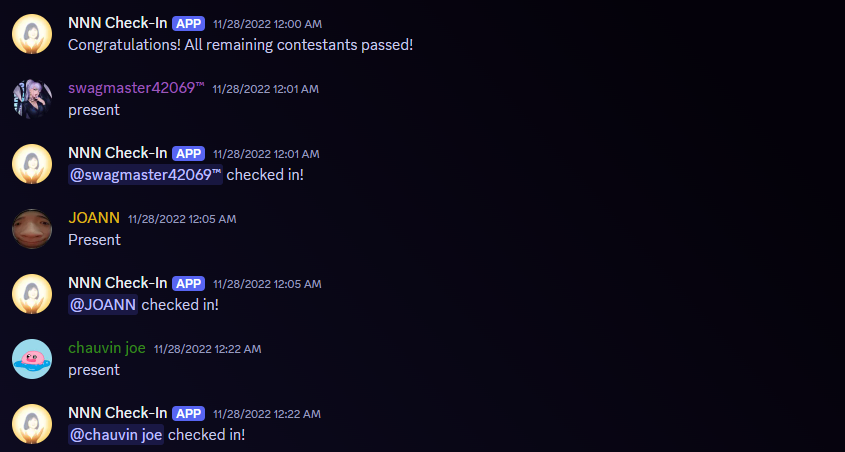 NNN Check-In APP 11/28/2022 12:00 AM
Congratulations! All remaining contestants passed!
swagmaster42069™ 11/28/2022 12:01 AM
present
NNN Check-In APP 11/28/2022 12:01 AM
@swagmaster42069™ checked in!
JOANN 11/28/2022 12:05 AM
Present
NNN Check-In APP 11/28/2022 12:05 AM
@JOANN checked in!
chauvin joe 11/28/2022 12:22 AM
present
NNN Check-In APP 11/28/2022 12:22 AM
@chauvin joe checked in!